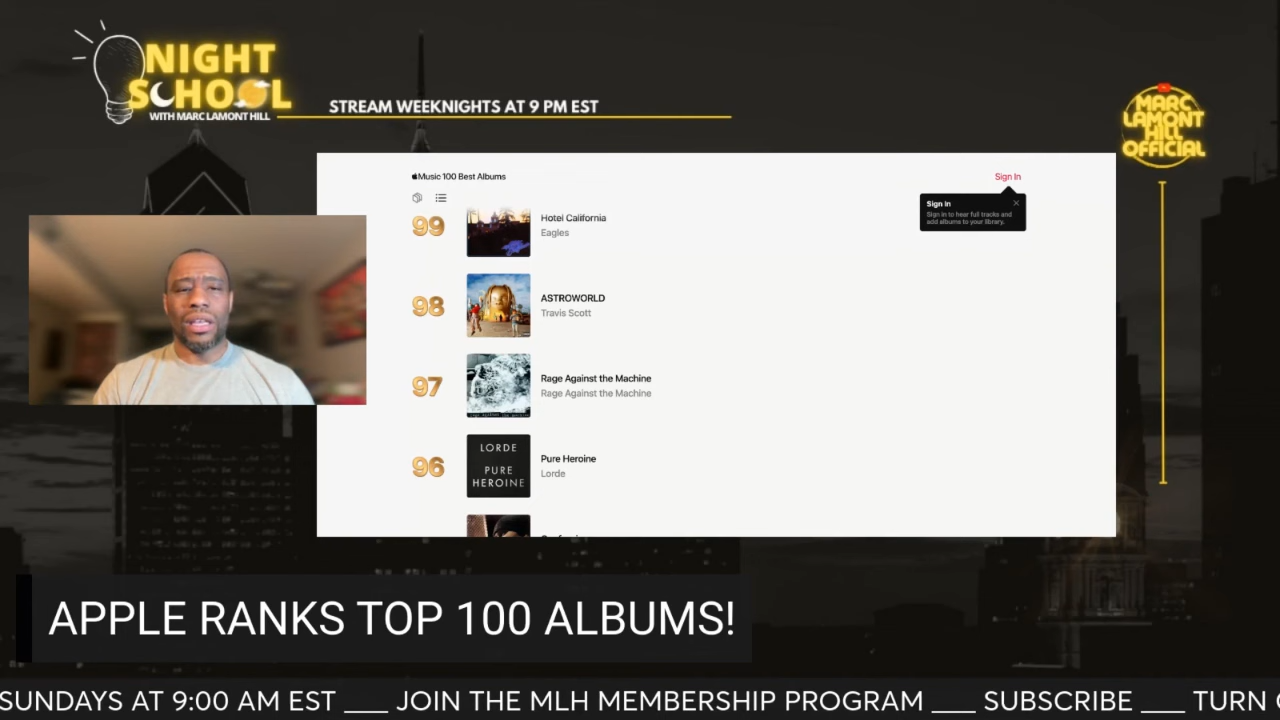 NIGHT
SCHOOL
WITH MARC LAMONT HILL
STREAM WEEKNIGHTS AT 9 PM EST
MARC
LAMONT
HILL
OFFICIAL
Music 100 Best Albums
Sign In
Sign in
Sign in to hear full tracks and
add albums to your library.
99
Hotel California
Eagles
98
ASTROWORLD
Travis Scott
97
Rage Against the Machine
Rage Against the Machine
96
LORDE
PURE
HEROINE
Pure Heroine
Lorde
APPLE RANKS TOP 100 ALBUMS!
SUNDAYS AT 9:00 AM EST ___ JOIN THE MLH MEMBERSHIP PROGRAM ___ SUBSCRIBE ___ TURN